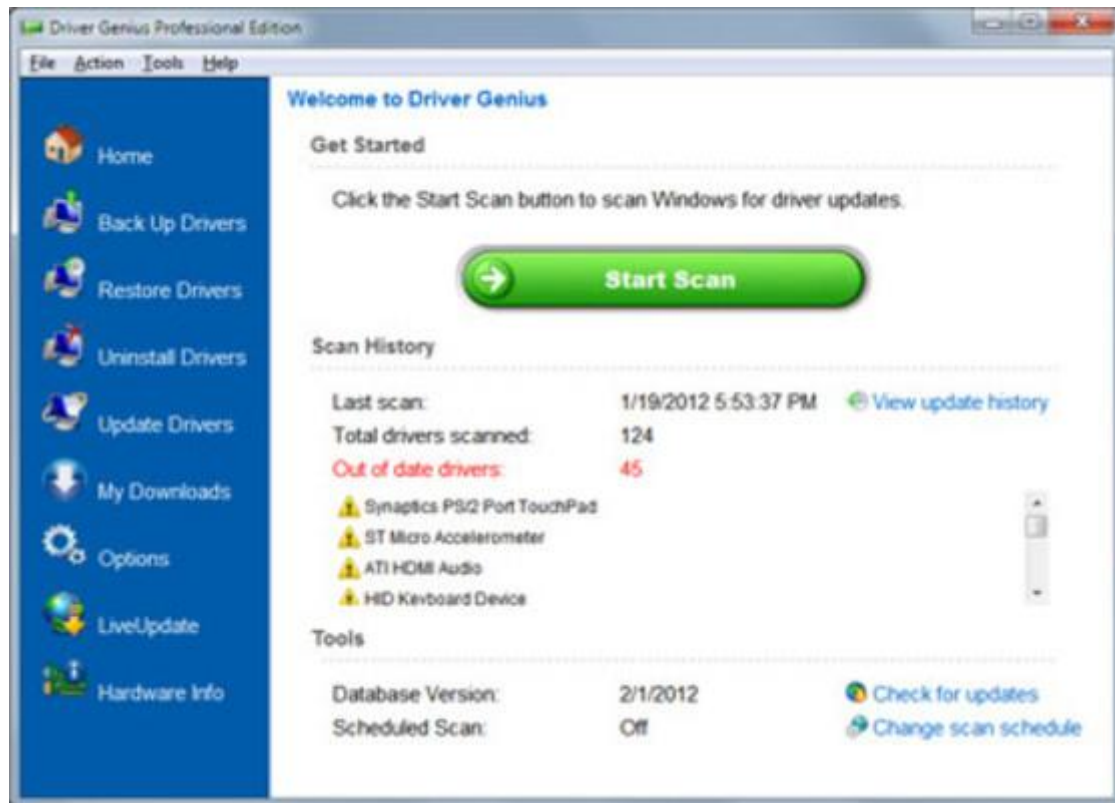 Driver Genius Professional Edition
File Action Tools Help
Welcome to Driver Genius
Home
Back Up Drivers
Restore Drivers
Uninstall Drivers
Update Drivers
My Downloads
Options
LiveUpdate
Hardware Info
Get Started
Click the Start Scan button to scan Windows for driver updates.
Start Scan
Scan History
Last scan: 1/19/2012 5:53:37 PM View update history
Total drivers scanned: 124
Out of date drivers: 45
Synaptics PS/2 Port TouchPad
ST Micro Accelerometer
ATI HDMI Audio
HID Keyboard Device
Tools
Database Version: 2/1/2012 Check for updates
Scheduled Scan: Off Change scan schedule